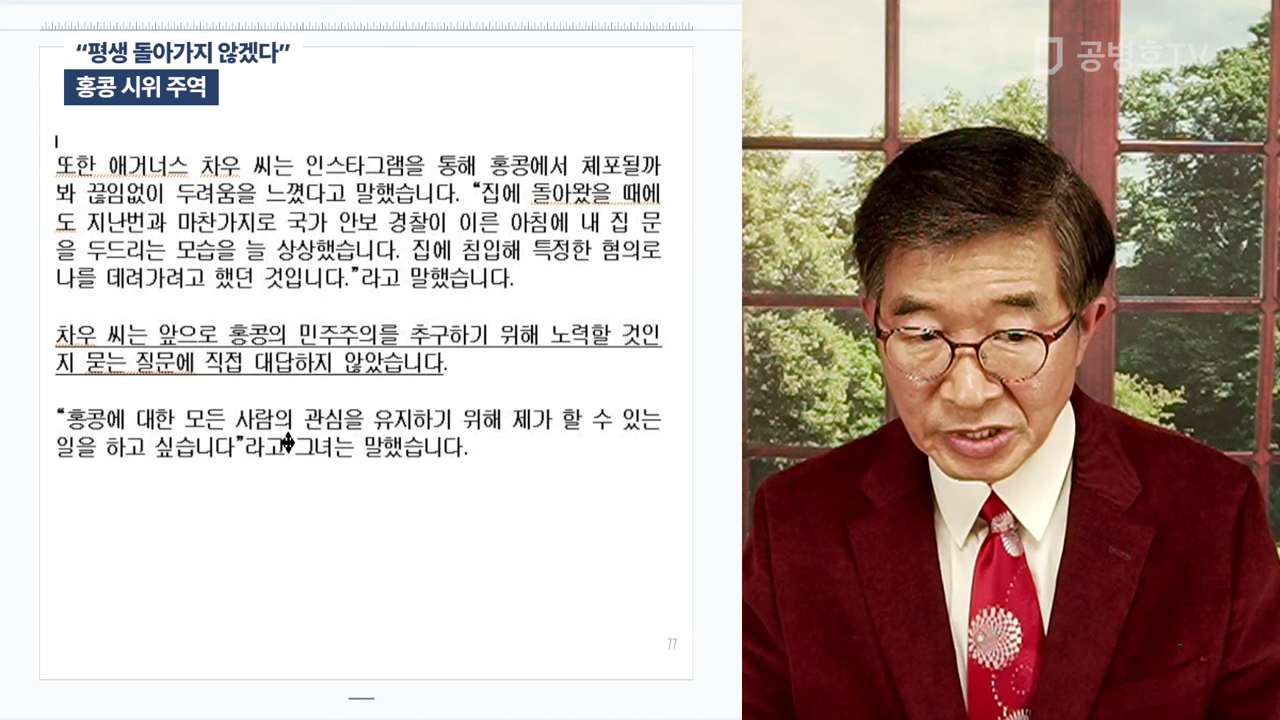 “평생 돌아가지 않겠다”
홍콩 시위 주역
공병호TV
또한 애거너스 차우 씨는 인스타그램을 통해 홍콩에서 체포될까
봐 끊임없이 두려움을 느꼈다고 말했습니다. “집에 돌아왔을 때에
도 지난번과 마찬가지로 국가 안보 경찰이 이른 아침에 내 집 문
을 두드리는 모습을 늘 상상했습니다. 집에 침입해 특정한 혐의로
나를 데려가려고 했던 것입니다.”라고 말했습니다.
차우 씨는 앞으로 홍콩의 민주주의를 추구하기 위해 노력할 것인
지 묻는 질문에 직접 대답하지 않았습니다.
“홍콩에 대한 모든 사람의 관심을 유지하기 위해 제가 할 수 있는
일을 하고 싶습니다”라고 그녀는 말했습니다.
77